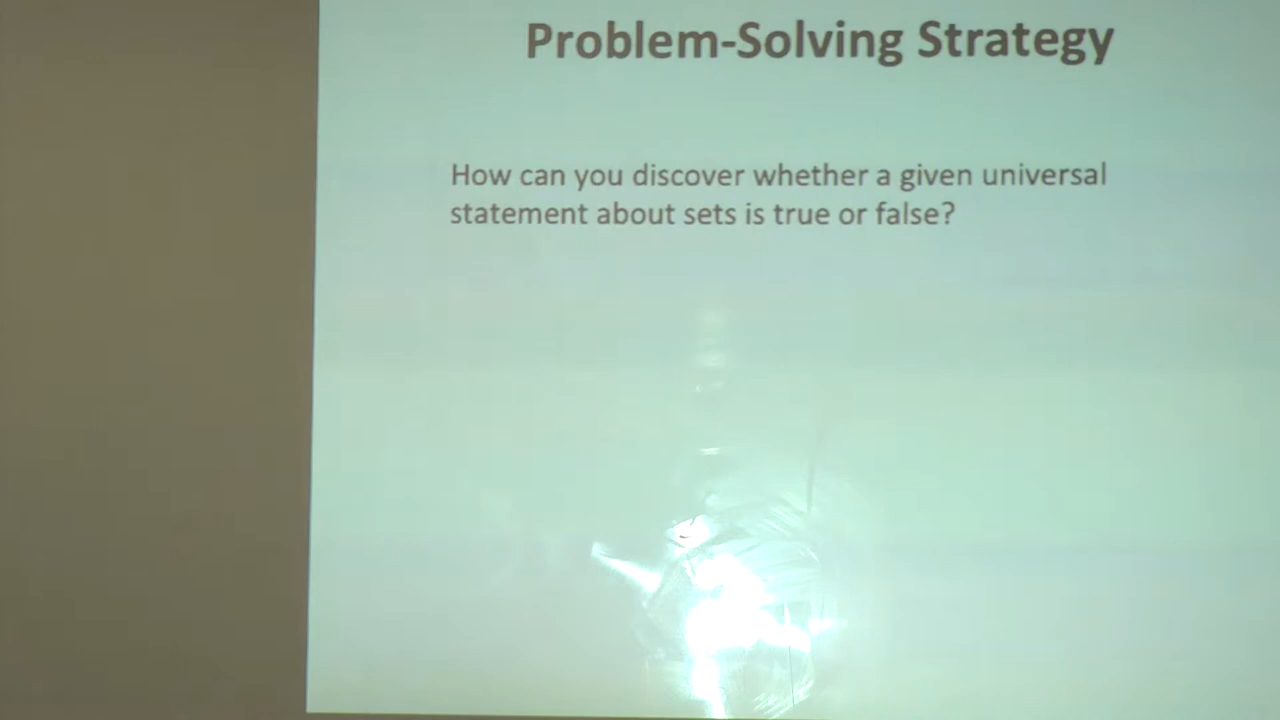 Problem-Solving Strategy
How can you discover whether a given universal
statement about sets is true or false?